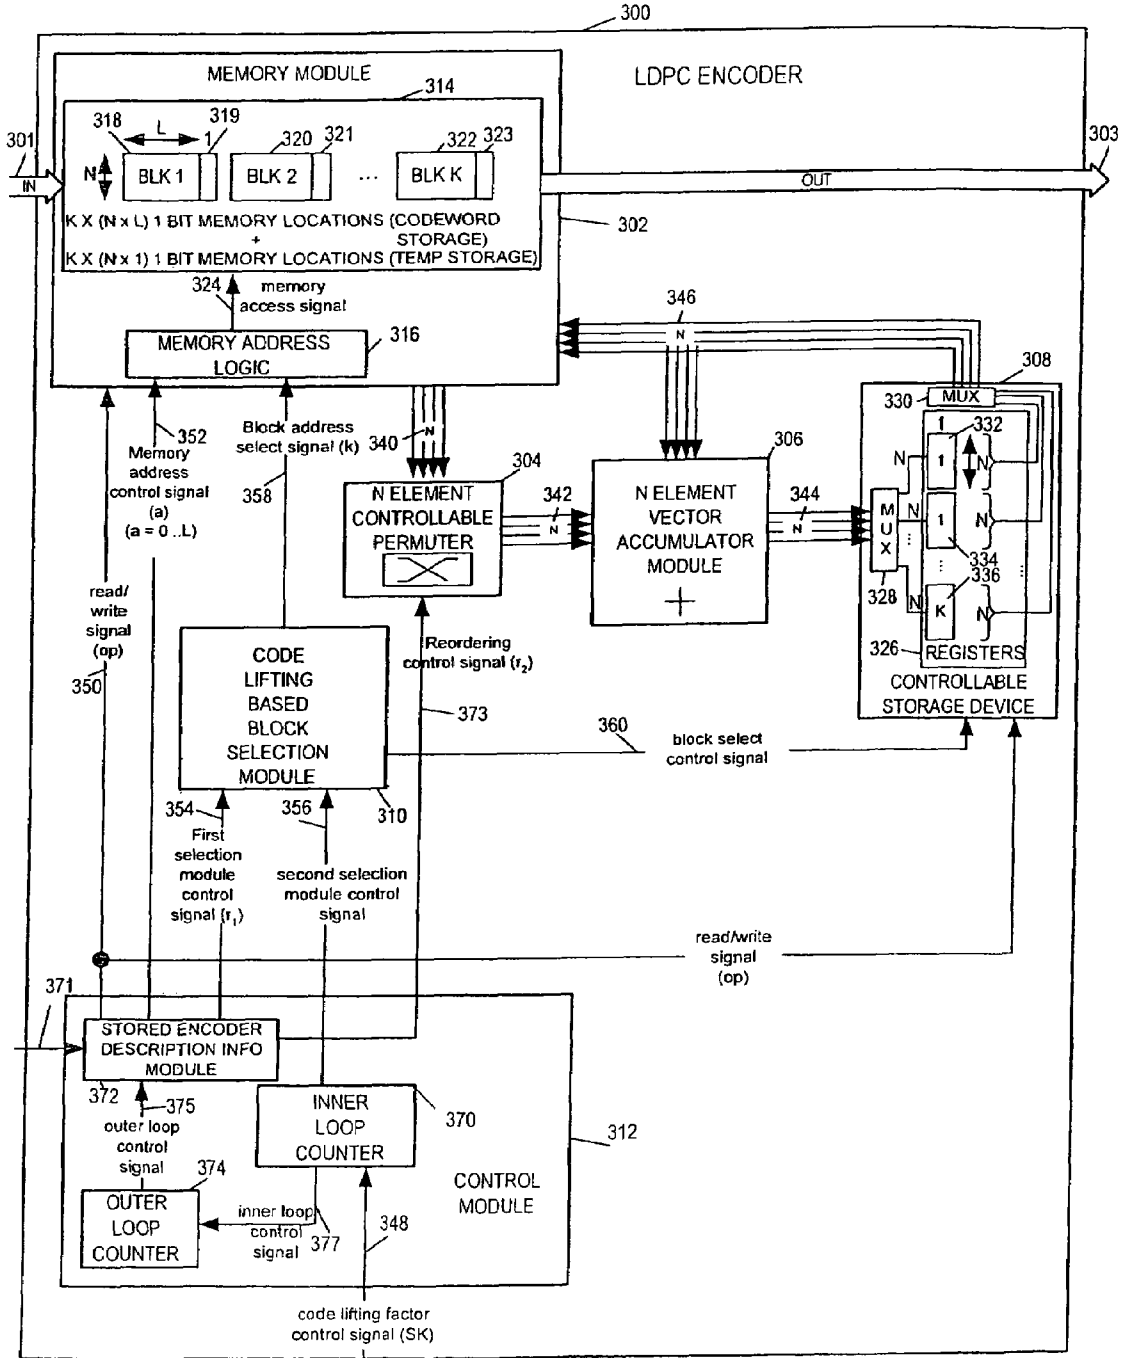 300
MEMORY MODULE
LDPC ENCODER
314
318
L
1
319
320
321
322
323
301
IN
N
BLK 1
BLK 2
...
BLK K
OUT
303
K X (N x L) 1 BIT MEMORY LOCATIONS (CODEWORD
STORAGE)
+
K X (N x 1) 1 BIT MEMORY LOCATIONS (TEMP STORAGE)
302
324
memory
access signal
MEMORY ADDRESS
LOGIC
316
346
N
308
330
MUX
352
Memory
address
control signal
(a)
(a = 0 ..L)
Block address
select signal (k)
358
340
N
304
N ELEMENT
CONTROLLABLE
PERMUTER
342
N
306
N ELEMENT
VECTOR
ACCUMULATOR
MODULE
+
344
N
MUX
328
1
332
N
1
N
N
1
N
334
...
336
N
K
N
326
REGISTERS
CONTROLLABLE
STORAGE DEVICE
read/
write
signal
(op)
350
CODE
LIFTING
BASED
BLOCK
SELECTION
MODULE
310
Reordering
control signal (r2)
373
360
block select
control signal
354
First
selection
module
control
signal (r1)
356
second selection
module control
signal
read/write
signal
(op)
371
STORED ENCODER
DESCRIPTION INFO
MODULE
372
375
outer loop
control
signal
INNER
LOOP
COUNTER
370
312
374
OUTER
LOOP
COUNTER
inner loop
control
signal
377
348
CONTROL
MODULE
code lifting factor
control signal (SK)